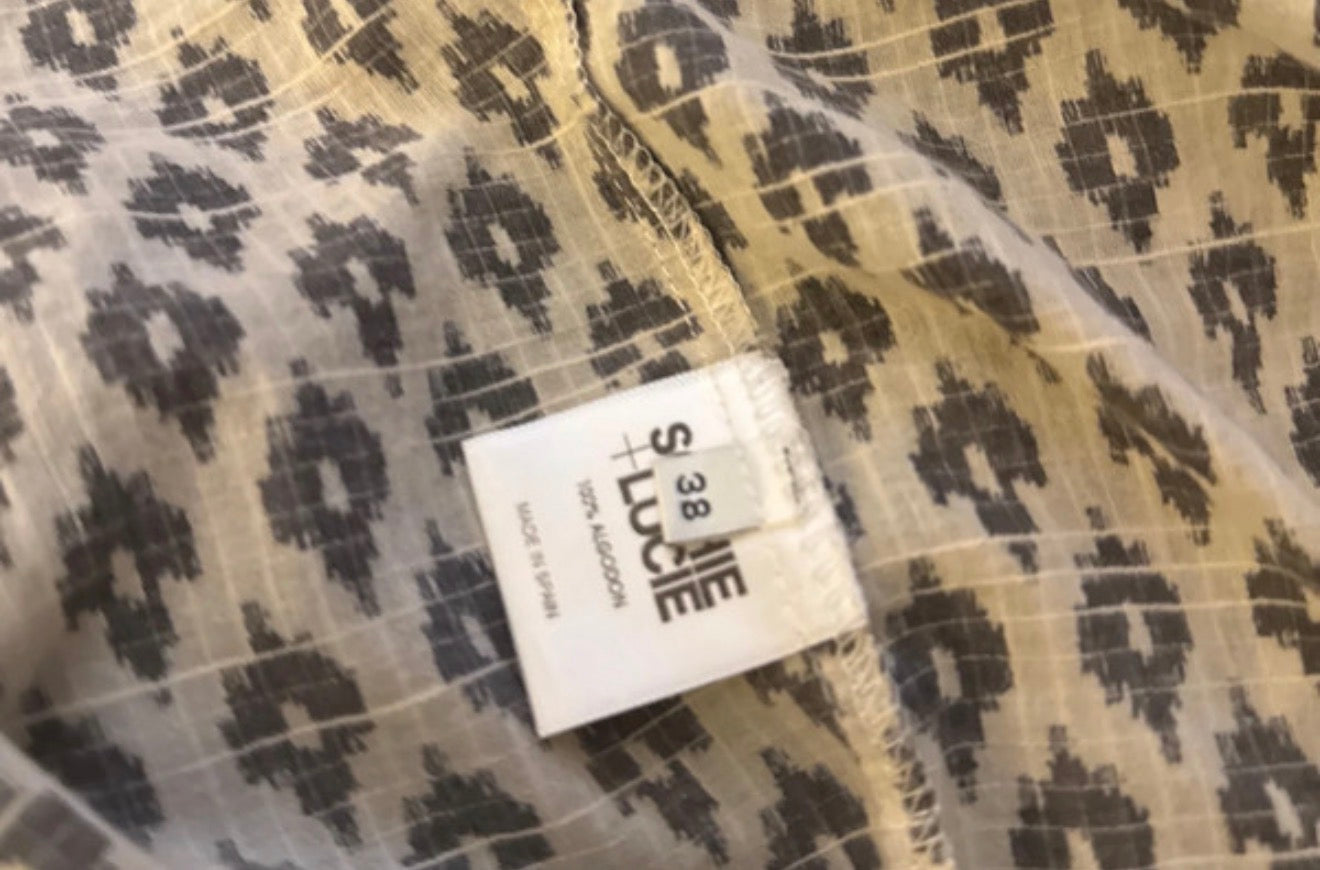 38
+LUCIE
100% ALGODON
MADE IN SPAIN